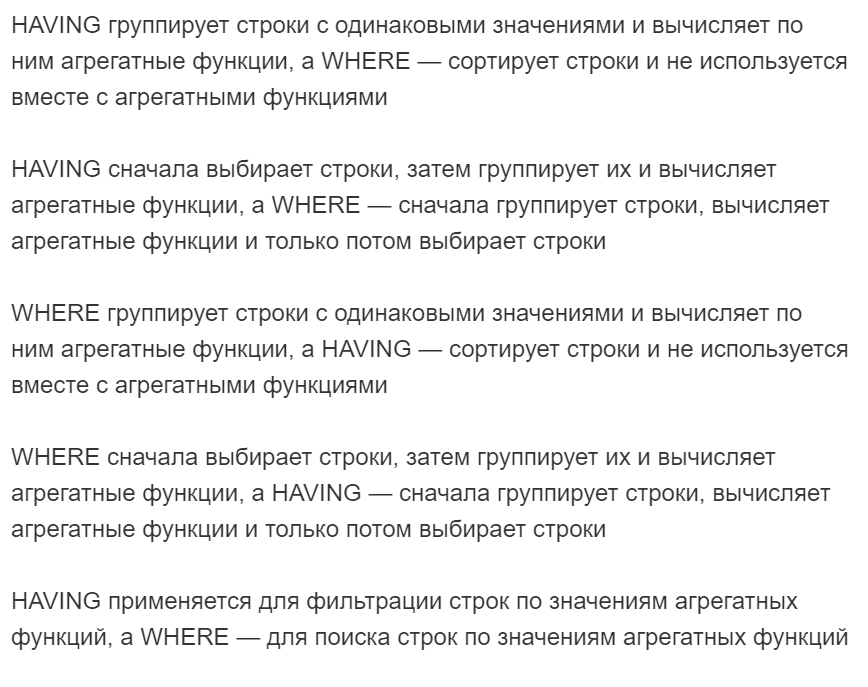 HAVING группирует строки с одинаковыми значениями и вычисляет по
ним агрегатные функции, а WHERE — сортирует строки и не используется
вместе с агрегатными функциями
HAVING сначала выбирает строки, затем группирует их и вычисляет
агрегатные функции, а WHERE — сначала группирует строки, вычисляет
агрегатные функции и только потом выбирает строки
WHERE группирует строки с одинаковыми значениями и вычисляет по
ним агрегатные функции, а HAVING — сортирует строки и не используется
вместе с агрегатными функциями
WHERE сначала выбирает строки, затем группирует их и вычисляет
агрегатные функции, а HAVING — сначала группирует строки, вычисляет
агрегатные функции и только потом выбирает строки
HAVING применяется для фильтрации строк по значениям агрегатных
функций, а WHERE — для поиска строк по значениям агрегатных функций